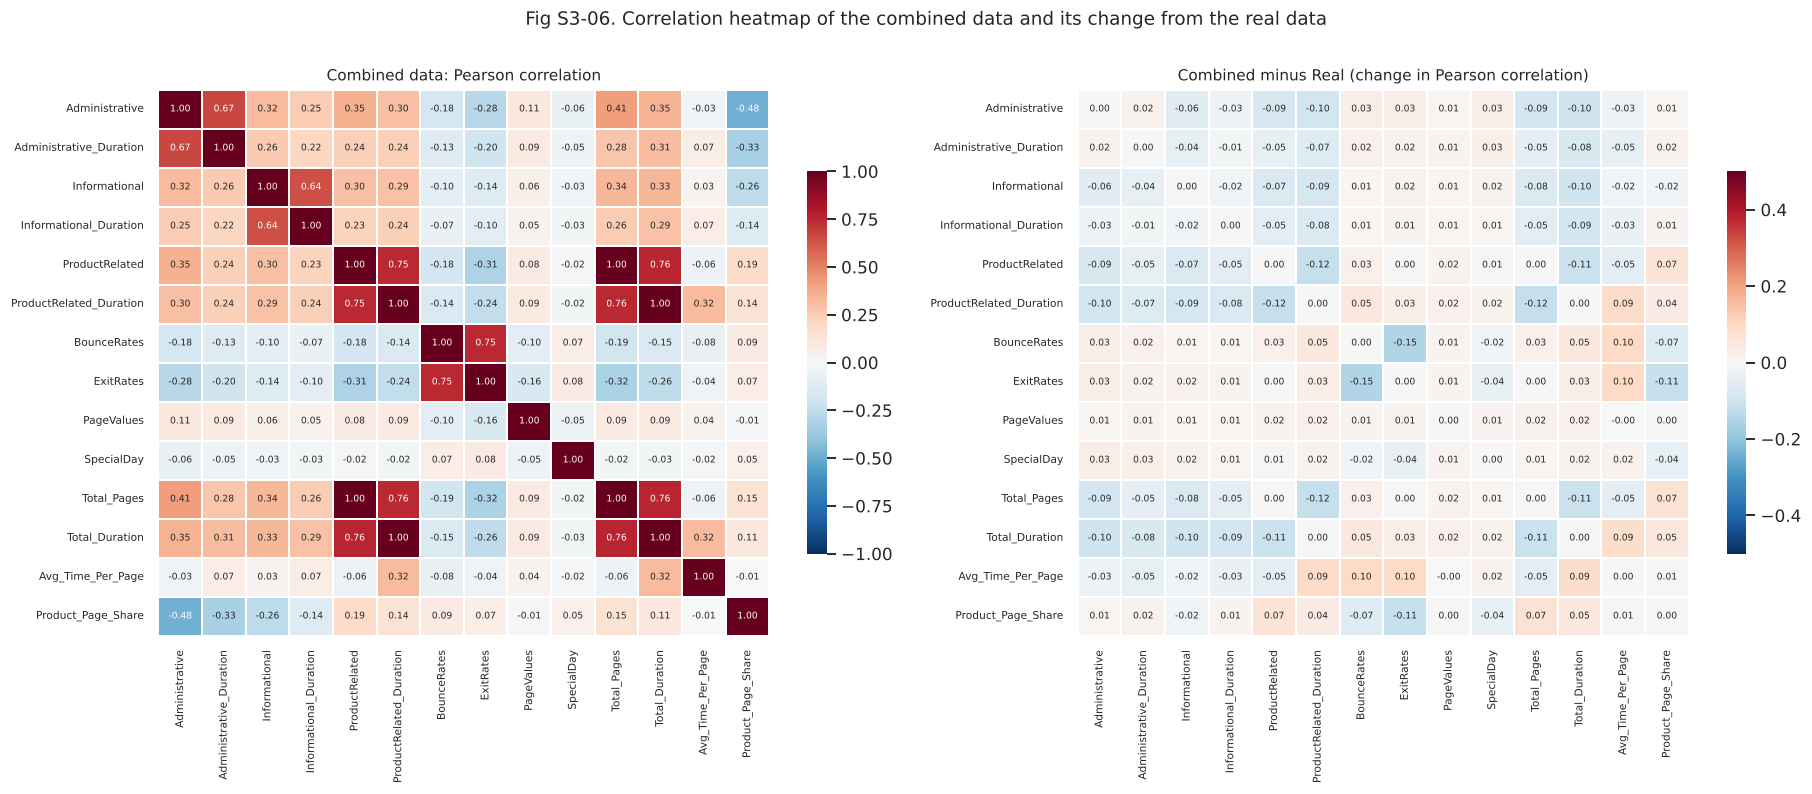 Fig S3-06. Correlation heatmap of the combined data and its change from the real data
Combined data: Pearson correlation
Administrative 1.00 0.67 0.32 0.25 0.35 0.30 -0.18 -0.28 0.11 -0.06 0.41 0.35 -0.03 -0.48
Administrative_Duration 0.67 1.00 0.26 0.22 0.24 0.24 -0.13 -0.20 0.09 -0.05 0.28 0.31 0.07 -0.33
Informational 0.32 0.26 1.00 0.64 0.30 0.29 -0.10 -0.14 0.06 -0.03 0.34 0.33 0.03 -0.26
Informational_Duration 0.25 0.22 0.64 1.00 0.23 0.24 -0.07 -0.10 0.05 -0.03 0.26 0.29 0.07 -0.14
ProductRelated 0.35 0.24 0.30 0.23 1.00 0.75 -0.18 -0.31 0.08 -0.02 1.00 0.76 -0.06 0.19
ProductRelated_Duration 0.30 0.24 0.29 0.24 0.75 1.00 -0.14 -0.24 0.09 -0.02 0.76 1.00 0.32 0.14
BounceRates -0.18 -0.13 -0.10 -0.07 -0.18 -0.14 1.00 0.75 -0.10 0.07 -0.19 -0.15 -0.08 0.09
ExitRates -0.28 -0.20 -0.14 -0.10 -0.31 -0.24 0.75 1.00 -0.16 0.08 -0.32 -0.26 -0.04 0.07
PageValues 0.11 0.09 0.06 0.05 0.08 0.09 -0.10 -0.16 1.00 -0.05 0.09 0.09 0.04 -0.01
SpecialDay -0.06 -0.05 -0.03 -0.03 -0.02 -0.02 0.07 0.08 -0.05 1.00 -0.02 -0.03 -0.02 0.05
Total_Pages 0.41 0.28 0.34 0.26 1.00 0.76 -0.19 -0.32 0.09 -0.02 1.00 0.76 -0.06 0.15
Total_Duration 0.35 0.31 0.33 0.29 0.76 1.00 -0.15 -0.26 0.09 -0.03 0.76 1.00 0.32 0.11
Avg_Time_Per_Page -0.03 0.07 0.03 0.07 -0.06 0.32 -0.08 -0.04 0.04 -0.02 -0.06 0.32 1.00 -0.01
Product_Page_Share -0.48 -0.33 -0.26 -0.14 0.19 0.14 0.09 0.07 -0.01 0.05 0.15 0.11 -0.01 1.00
Administrative
Administrative_Duration
Informational
Informational_Duration
ProductRelated
ProductRelated_Duration
BounceRates
ExitRates
PageValues
SpecialDay
Total_Pages
Total_Duration
Avg_Time_Per_Page
Product_Page_Share
1.00
0.75
0.50
0.25
0.00
−0.25
−0.50
−0.75
−1.00
Combined minus Real (change in Pearson correlation)
Administrative 0.00 0.02 -0.06 -0.03 -0.09 -0.10 0.03 0.03 0.01 0.03 -0.09 -0.10 -0.03 0.01
Administrative_Duration 0.02 0.00 -0.04 -0.01 -0.05 -0.07 0.02 0.02 0.01 0.03 -0.05 -0.08 -0.05 0.02
Informational -0.06 -0.04 0.00 -0.02 -0.07 -0.09 0.01 0.02 0.01 0.02 -0.08 -0.10 -0.02 -0.02
Informational_Duration -0.03 -0.01 -0.02 0.00 -0.05 -0.08 0.01 0.01 0.01 0.01 -0.05 -0.09 -0.03 0.01
ProductRelated -0.09 -0.05 -0.07 -0.05 0.00 -0.12 0.03 0.00 0.02 0.01 0.00 -0.11 -0.05 0.07
ProductRelated_Duration -0.10 -0.07 -0.09 -0.08 -0.12 0.00 0.05 0.03 0.02 0.02 -0.12 0.00 0.09 0.04
BounceRates 0.03 0.02 0.01 0.01 0.03 0.05 0.00 -0.15 0.01 -0.02 0.03 0.05 0.10 -0.07
ExitRates 0.03 0.02 0.02 0.01 0.00 0.03 -0.15 0.00 0.01 -0.04 0.00 0.03 0.10 -0.11
PageValues 0.01 0.01 0.01 0.01 0.02 0.02 0.01 0.01 0.00 0.01 0.02 0.02 -0.00 0.00
SpecialDay 0.03 0.03 0.02 0.01 0.01 0.02 -0.02 -0.04 0.01 0.00 0.01 0.02 0.02 -0.04
Total_Pages -0.09 -0.05 -0.08 -0.05 0.00 -0.12 0.03 0.00 0.02 0.01 0.00 -0.11 -0.05 0.07
Total_Duration -0.10 -0.08 -0.10 -0.09 -0.11 0.00 0.05 0.03 0.02 0.02 -0.11 0.00 0.09 0.05
Avg_Time_Per_Page -0.03 -0.05 -0.02 -0.03 -0.05 0.09 0.10 0.10 -0.00 0.02 -0.05 0.09 0.00 0.01
Product_Page_Share 0.01 0.02 -0.02 0.01 0.07 0.04 -0.07 -0.11 0.00 -0.04 0.07 0.05 0.01 0.00
Administrative
Administrative_Duration
Informational
Informational_Duration
ProductRelated
ProductRelated_Duration
BounceRates
ExitRates
PageValues
SpecialDay
Total_Pages
Total_Duration
Avg_Time_Per_Page
Product_Page_Share
0.4
0.2
0.0
−0.2
−0.4